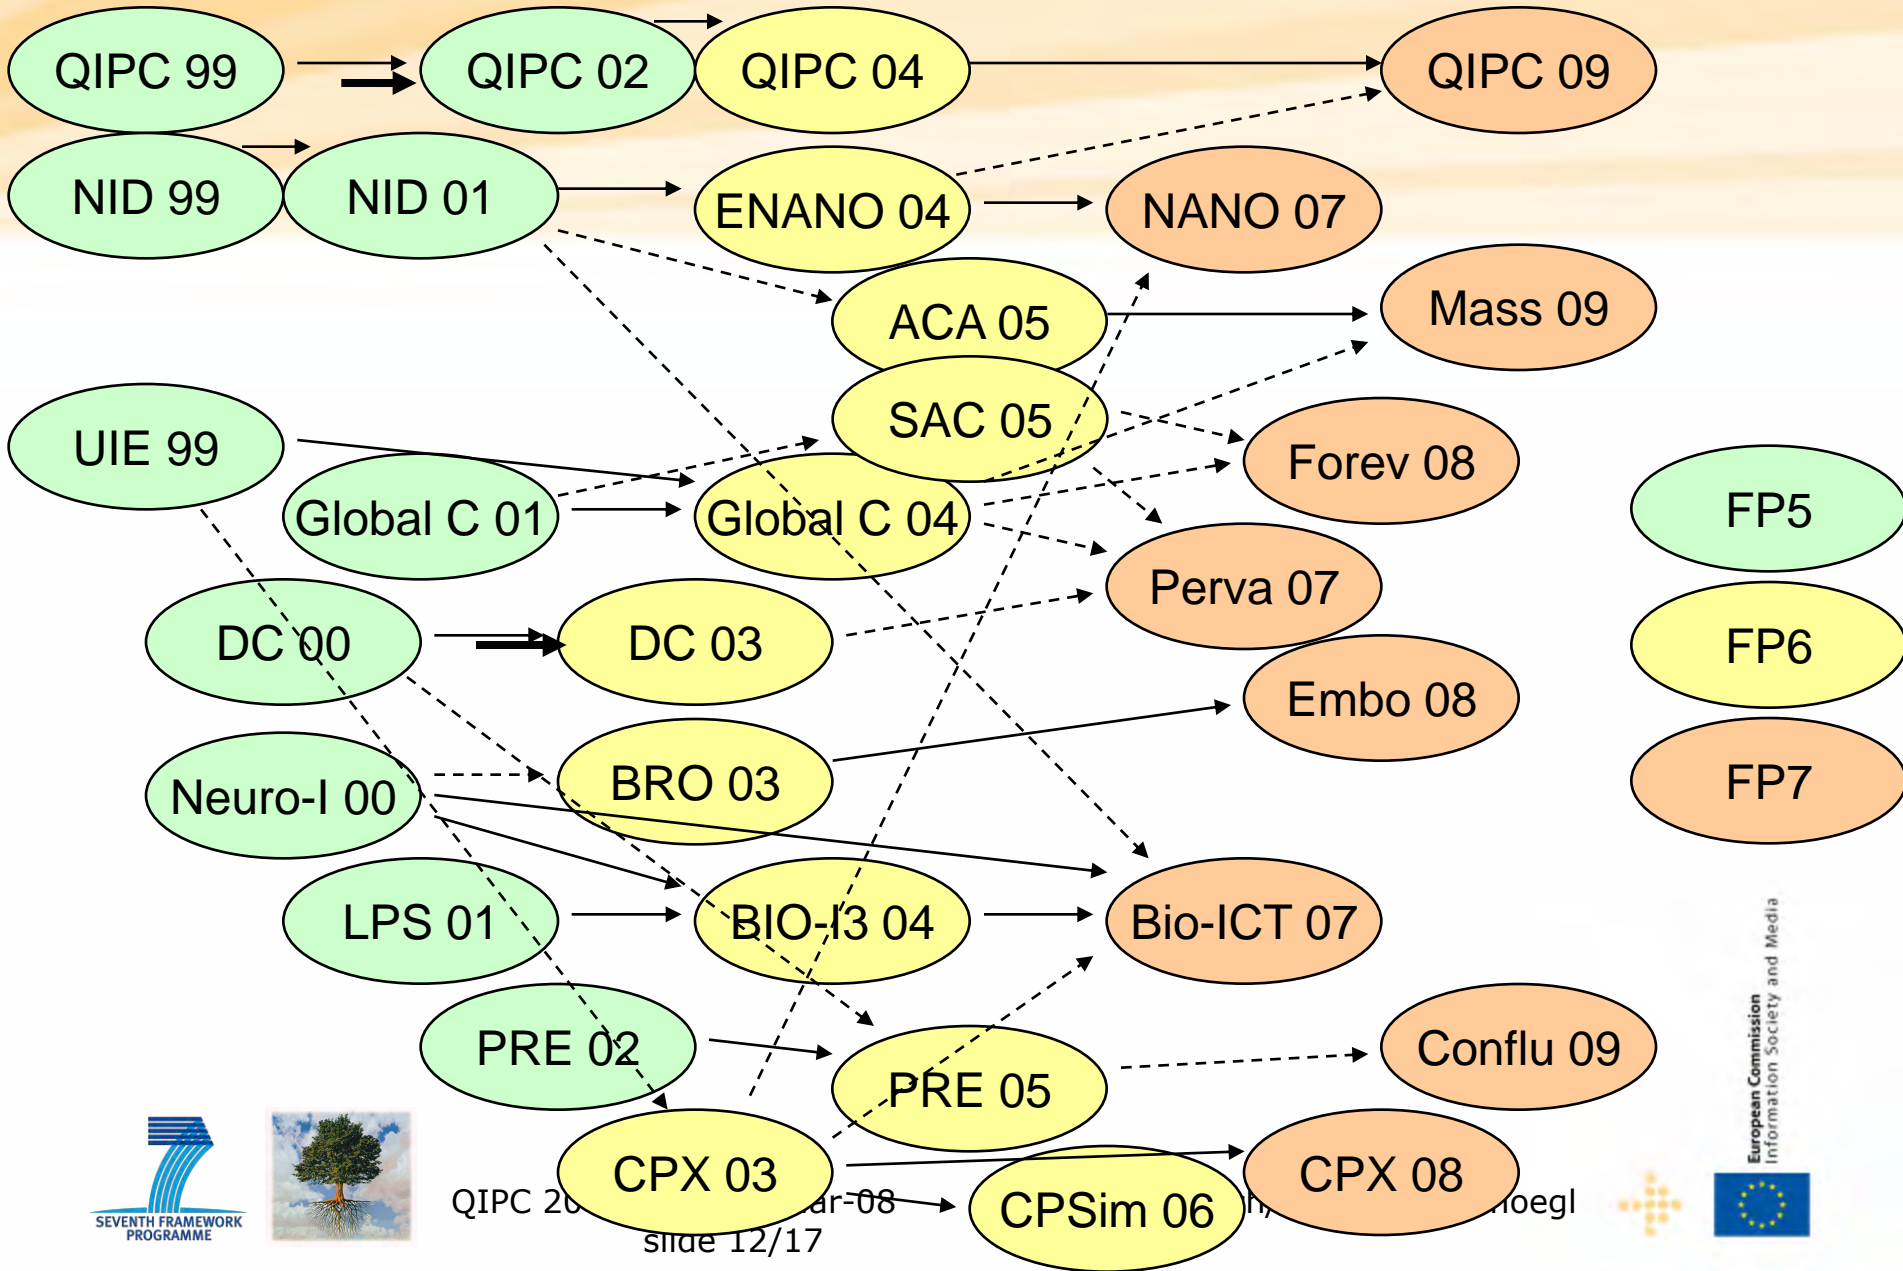 QIPC 99
QIPC 02
QIPC 04
QIPC 09
NID 99
NID 01
ENANO 04
NANO 07
ACA 05
Mass 09
SAC 05
UIE 99
Forev 08
Global C 01
Global C 04
FP5
Perva 07
DC 00
DC 03
FP6
Embo 08
BRO 03
Neuro-I 00
FP7
LPS 01
BIO-I3 04
Bio-ICT 07
PRE 02
PRE 05
Conflu 09
CPX 03
CPSim 06
CPX 08
European Commission
Information Society and Media
SEVENTH FRAMEWORK
PROGRAMME
QIPC
slide 12/17